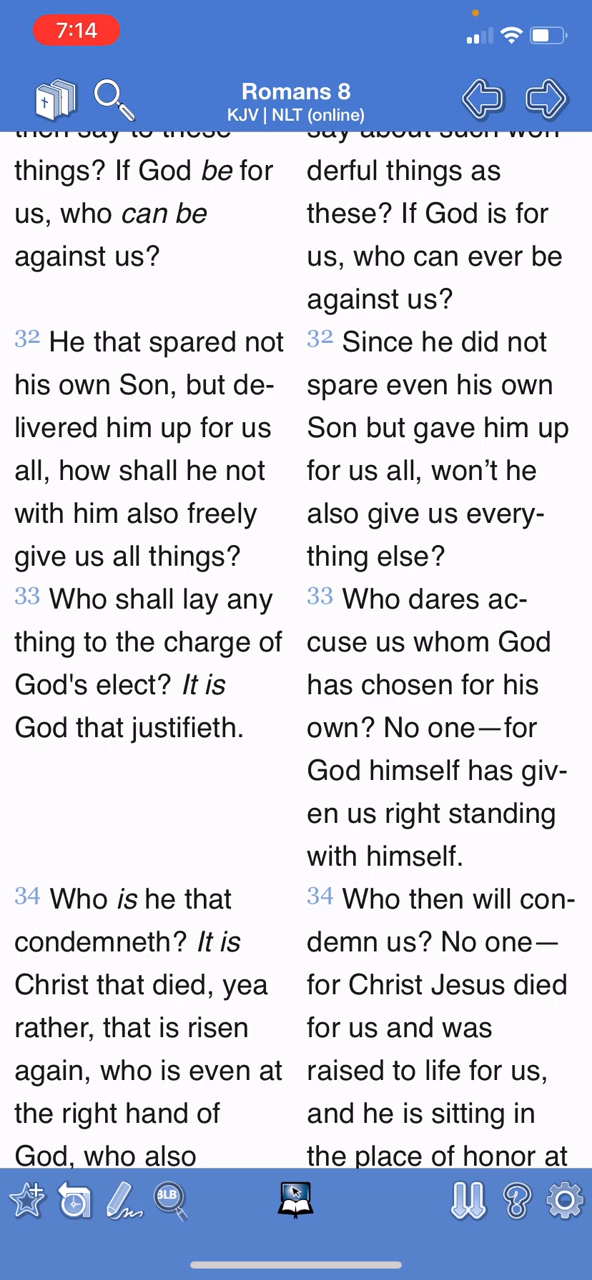 7:14
Romans 8
KJV | NLT (online)
then say to these
things? If God be for
us, who can be
against us?
32 He that spared not
his own Son, but de-
livered him up for us
all, how shall he not
with him also freely
give us all things?
33 Who shall lay any
thing to the charge of
God's elect? It is
God that justifieth.
34 Who is he that
condemneth? It is
Christ that died, yea
rather, that is risen
again, who is even at
the right hand of
God, who also
say about such won-
derful things as
these? If God is for
us, who can ever be
against us?
32 Since he did not
spare even his own
Son but gave him up
for us all, won’t he
also give us every-
thing else?
33 Who dares ac-
cuse us whom God
has chosen for his
own? No one—for
God himself has giv-
en us right standing
with himself.
34 Who then will con-
demn us? No one—
for Christ Jesus died
for us and was
raised to life for us,
and he is sitting in
the place of honor at
BLB